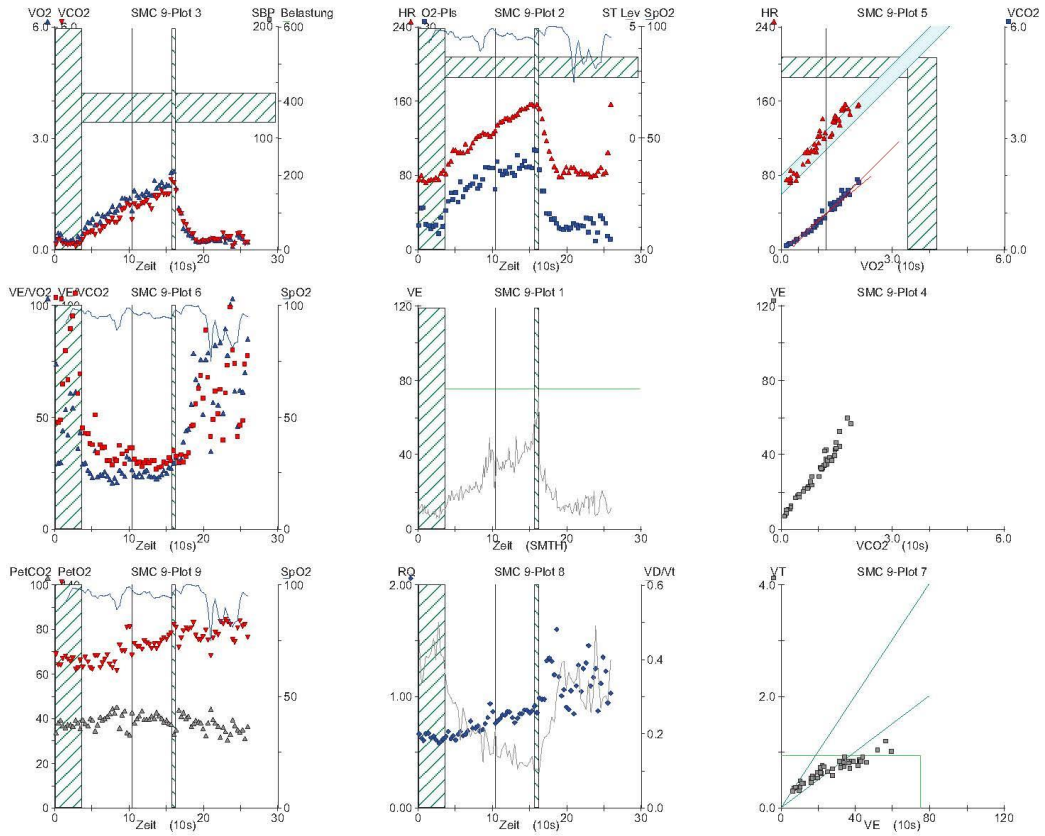 VO2 VCO2 SMC 9-Plot 3 SBP Belastung
6.0 200 600
400
3.0 100
200
0.0 0 0
0 10 20 30
Zeit (10s)
HR O2-Pls SMC 9-Plot 2 ST Lev SpO2
240 30 5 100
160
0 50
80
0 0 -5 0
0 10 20 30
Zeit (10s)
HR SMC 9-Plot 5 VCO2
240 6.0
160
3.0
80
0 0.0
0.0 3.0 6.0
VO2 (10s)
VE/VO2 VE/VCO2 SMC 9-Plot 6 SpO2
100 100 100
50 50
0 0
0 10 20 30
Zeit (10s)
VE SMC 9-Plot 1
120
80
40
0
0 10 20 30
Zeit (SMTH)
VE SMC 9-Plot 4
120
80
40
0
0.0 3.0 6.0
VCO2 (10s)
PetCO2 PetO2 SMC 9-Plot 9 SpO2
100 140 100
80
60
50
40
20
0 0 0
0 10 20 30
Zeit (10s)
RQ SMC 9-Plot 8 VD/Vt
2.00 0.6
0.4
1.00
0.2
0.00 0.0
0 10 20 30
Zeit (10s)
VT SMC 9-Plot 7
4.0
2.0
0.0
0 40 80 120
VE (10s)